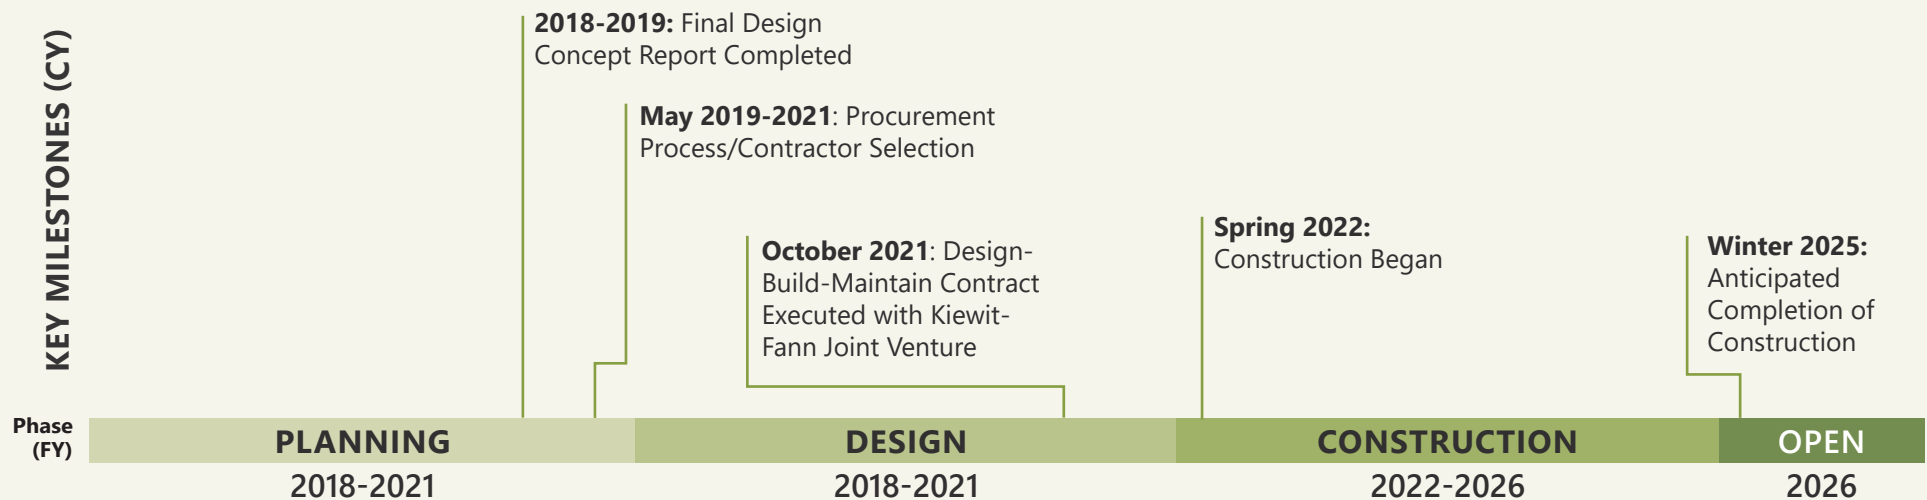 KEY MILESTONES (CY)
2018-2019: Final Design
Concept Report Completed
May 2019-2021: Procurement
Process/Contractor Selection
October 2021: Design-
Build-Maintain Contract
Executed with Kiewit-
Fann Joint Venture
Spring 2022:
Construction Began
Winter 2025:
Anticipated
Completion of
Construction
Phase
(FY)
PLANNING
DESIGN
CONSTRUCTION
OPEN
2018-2021
2018-2021
2022-2026
2026